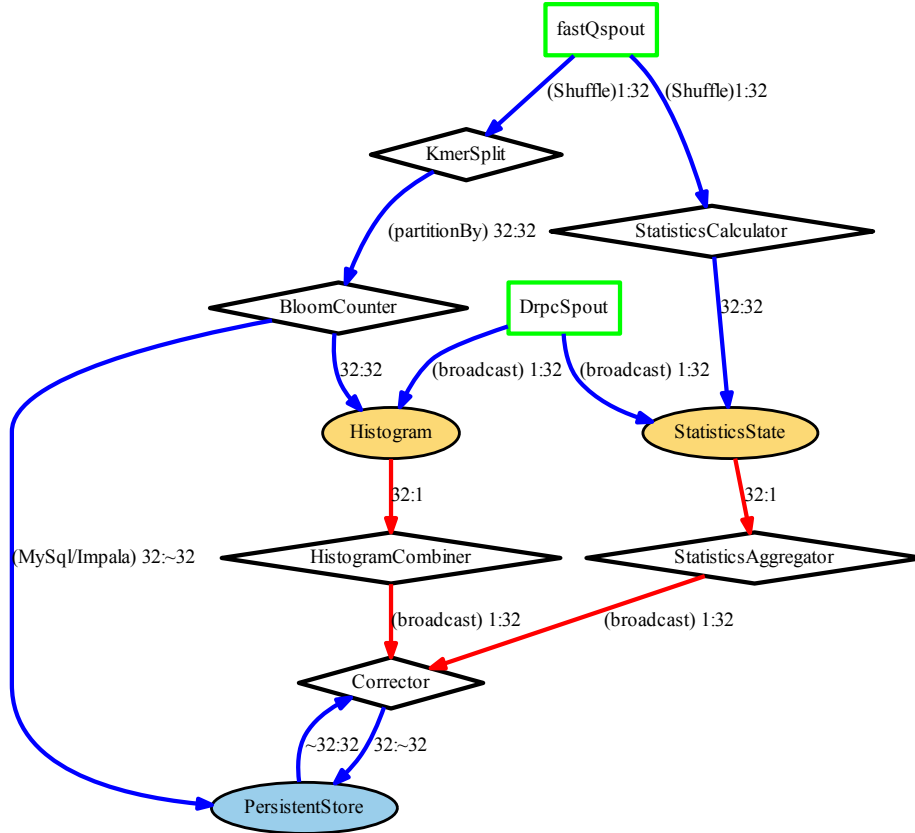 fastQspout
(Shuffle)1:32
(Shuffle)1:32
KmerSplit
(partitionBy) 32:32
StatisticsCalculator
BloomCounter
DrpcSpout
32:32
32:32
(broadcast) 1:32
(broadcast) 1:32
Histogram
StatisticsState
32:1
32:1
(MySql/Impala) 32:~32
HistogramCombiner
StatisticsAggregator
(broadcast) 1:32
(broadcast) 1:32
Corrector
~32:32
32:~32
PersistentStore